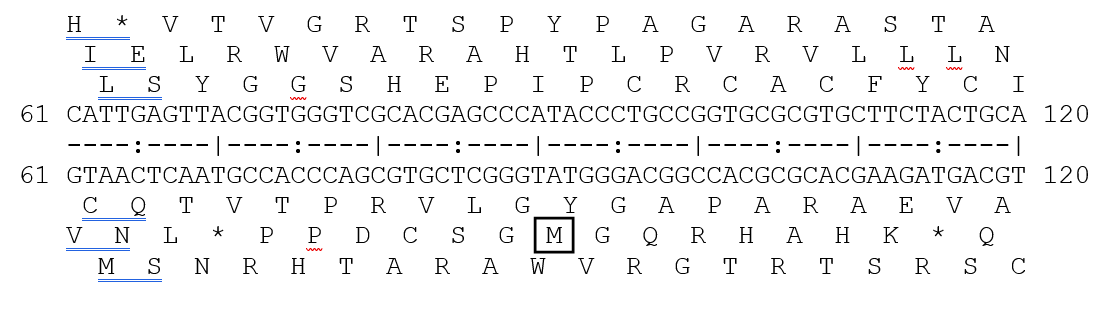 H * V T V G R T S P Y P A G A R A S T A
I E L R W V A R A H T L P V R V L L L N
L S Y G G S H E P I P C R C A C F Y C I
61 CATTGAGTTACGGTGGGTCGCACGAGCCCATACCCTGCCGGTGCGCGTGCTTCTACTGCA 120
----:----|----:----|----:----|----:----|----:----|----:----|
61 GTAACTCAATGCCACCCAGCGTGCTCGGGTATGGGACGGCCACGCGCACGAAGATGACGT 120
C Q T V T P R V L G Y G A P A R A E V A
V N L * P P D C S G M G Q R H A H K * Q
M S N R H T A R A W V R G T R T S R S C